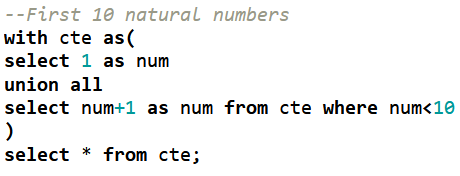 --First 10 natural numbers
with cte as(
select 1 as num
union all
select num+1 as num from cte where num<10
)
select * from cte;